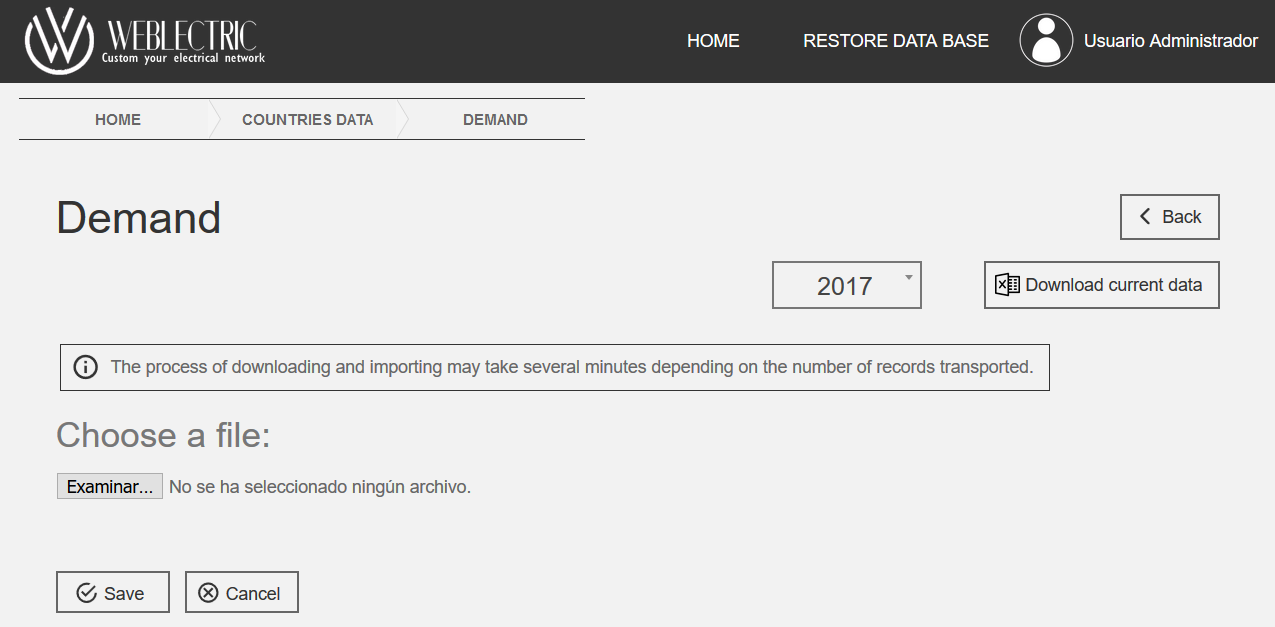 WEBLECTRIC
Custom your electrical network
HOME
RESTORE DATA BASE
Usuario Administrador
HOME
COUNTRIES DATA
DEMAND
Demand
Back
2017
Download current data
The process of downloading and importing may take several minutes depending on the number of records transported.
Choose a file:
Examinar... No se ha seleccionado ningún archivo.
Save
Cancel